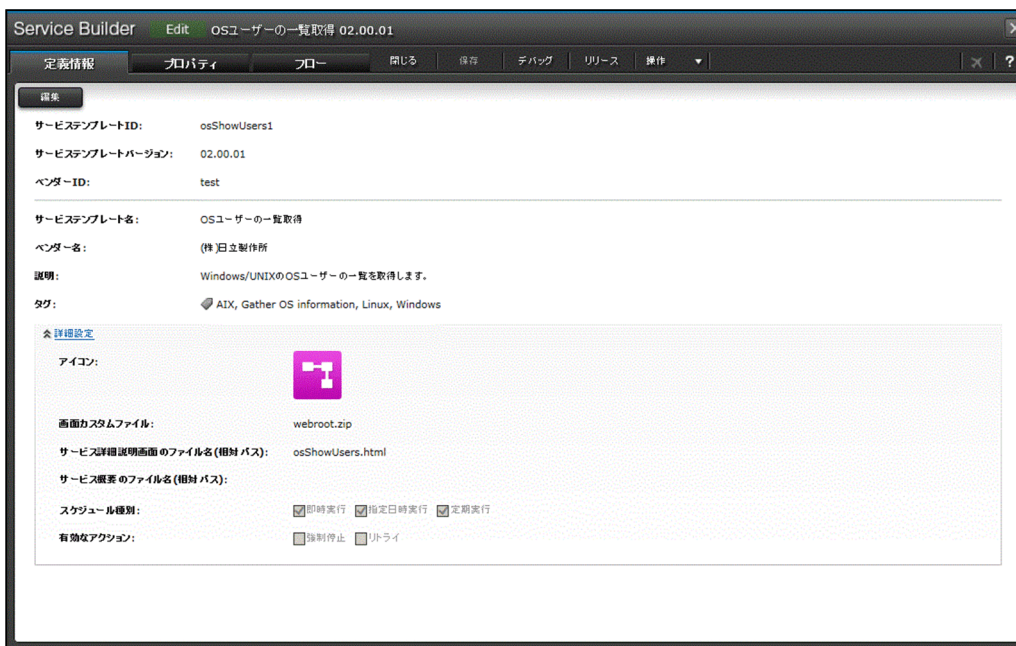 Service Builder Edit OSユーザーの一覧取得 02.00.01
定義情報 プロパティ フロー 閉じる 保存 デバッグ リリース 操作 ?
編集
サービステンプレートID: osShowUsers1
サービステンプレートバージョン: 02.00.01
ベンダーID: test
サービステンプレート名: OSユーザーの一覧取得
ベンダー名: (株)日立製作所
説明: Windows/UNIXのOSユーザーの一覧を取得します。
タグ: AIX, Gather OS information, Linux, Windows
詳細設定
アイコン:
画面カスタムファイル: webroot.zip
サービス詳細説明画面のファイル名(相対パス): osShowUsers.html
サービス概要のファイル名(相対パス):
スケジュール種別: 即時実行 指定日時実行 定期実行
有効なアクション: 強制停止 リトライ